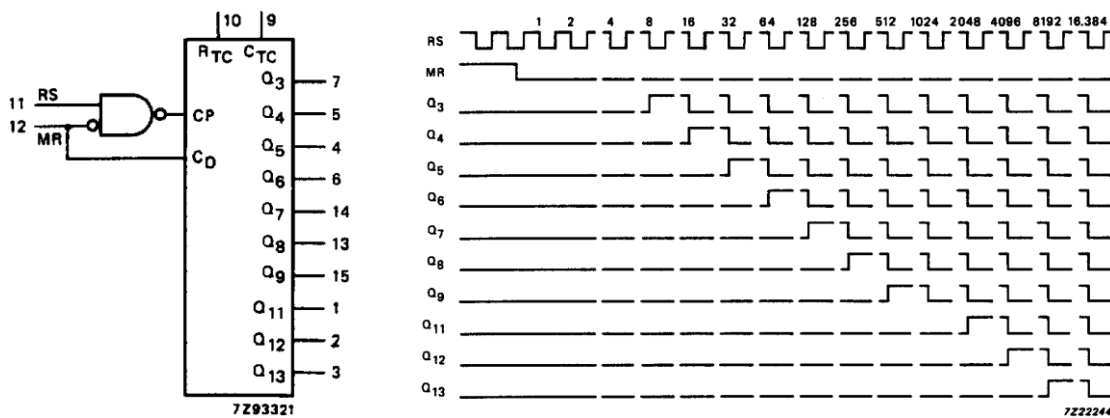 10 9
R TC C TC
Q3 7
11 RS
Q4 5
CP
12 MR
Q5 4
CD
Q6 6
Q7 14
Q8 13
Q9 15
Q11 1
Q12 2
Q13 3
7Z93321
1 2 4 8 16 32 64 128 256 512 1024 2048 4096 8192 16.384
RS
MR
Q3
Q4
Q5
Q6
Q7
Q8
Q9
Q11
Q12
Q13
7Z22244